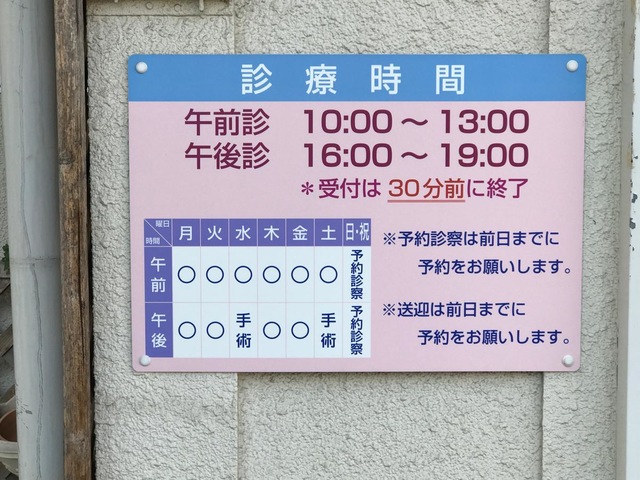 診療時間
午前診 10:00～13:00
午後診 16:00～19:00
＊受付は 30分前に終了
曜日 月 火 水 木 金 土 日・祝
時間
午前 ○ ○ ○ ○ ○ ○ 予約診察
午後 ○ ○ 手術 ○ ○ 手術 予約診察
※予約診察は前日までに
予約をお願いします。
※送迎は前日までに
予約をお願いします。